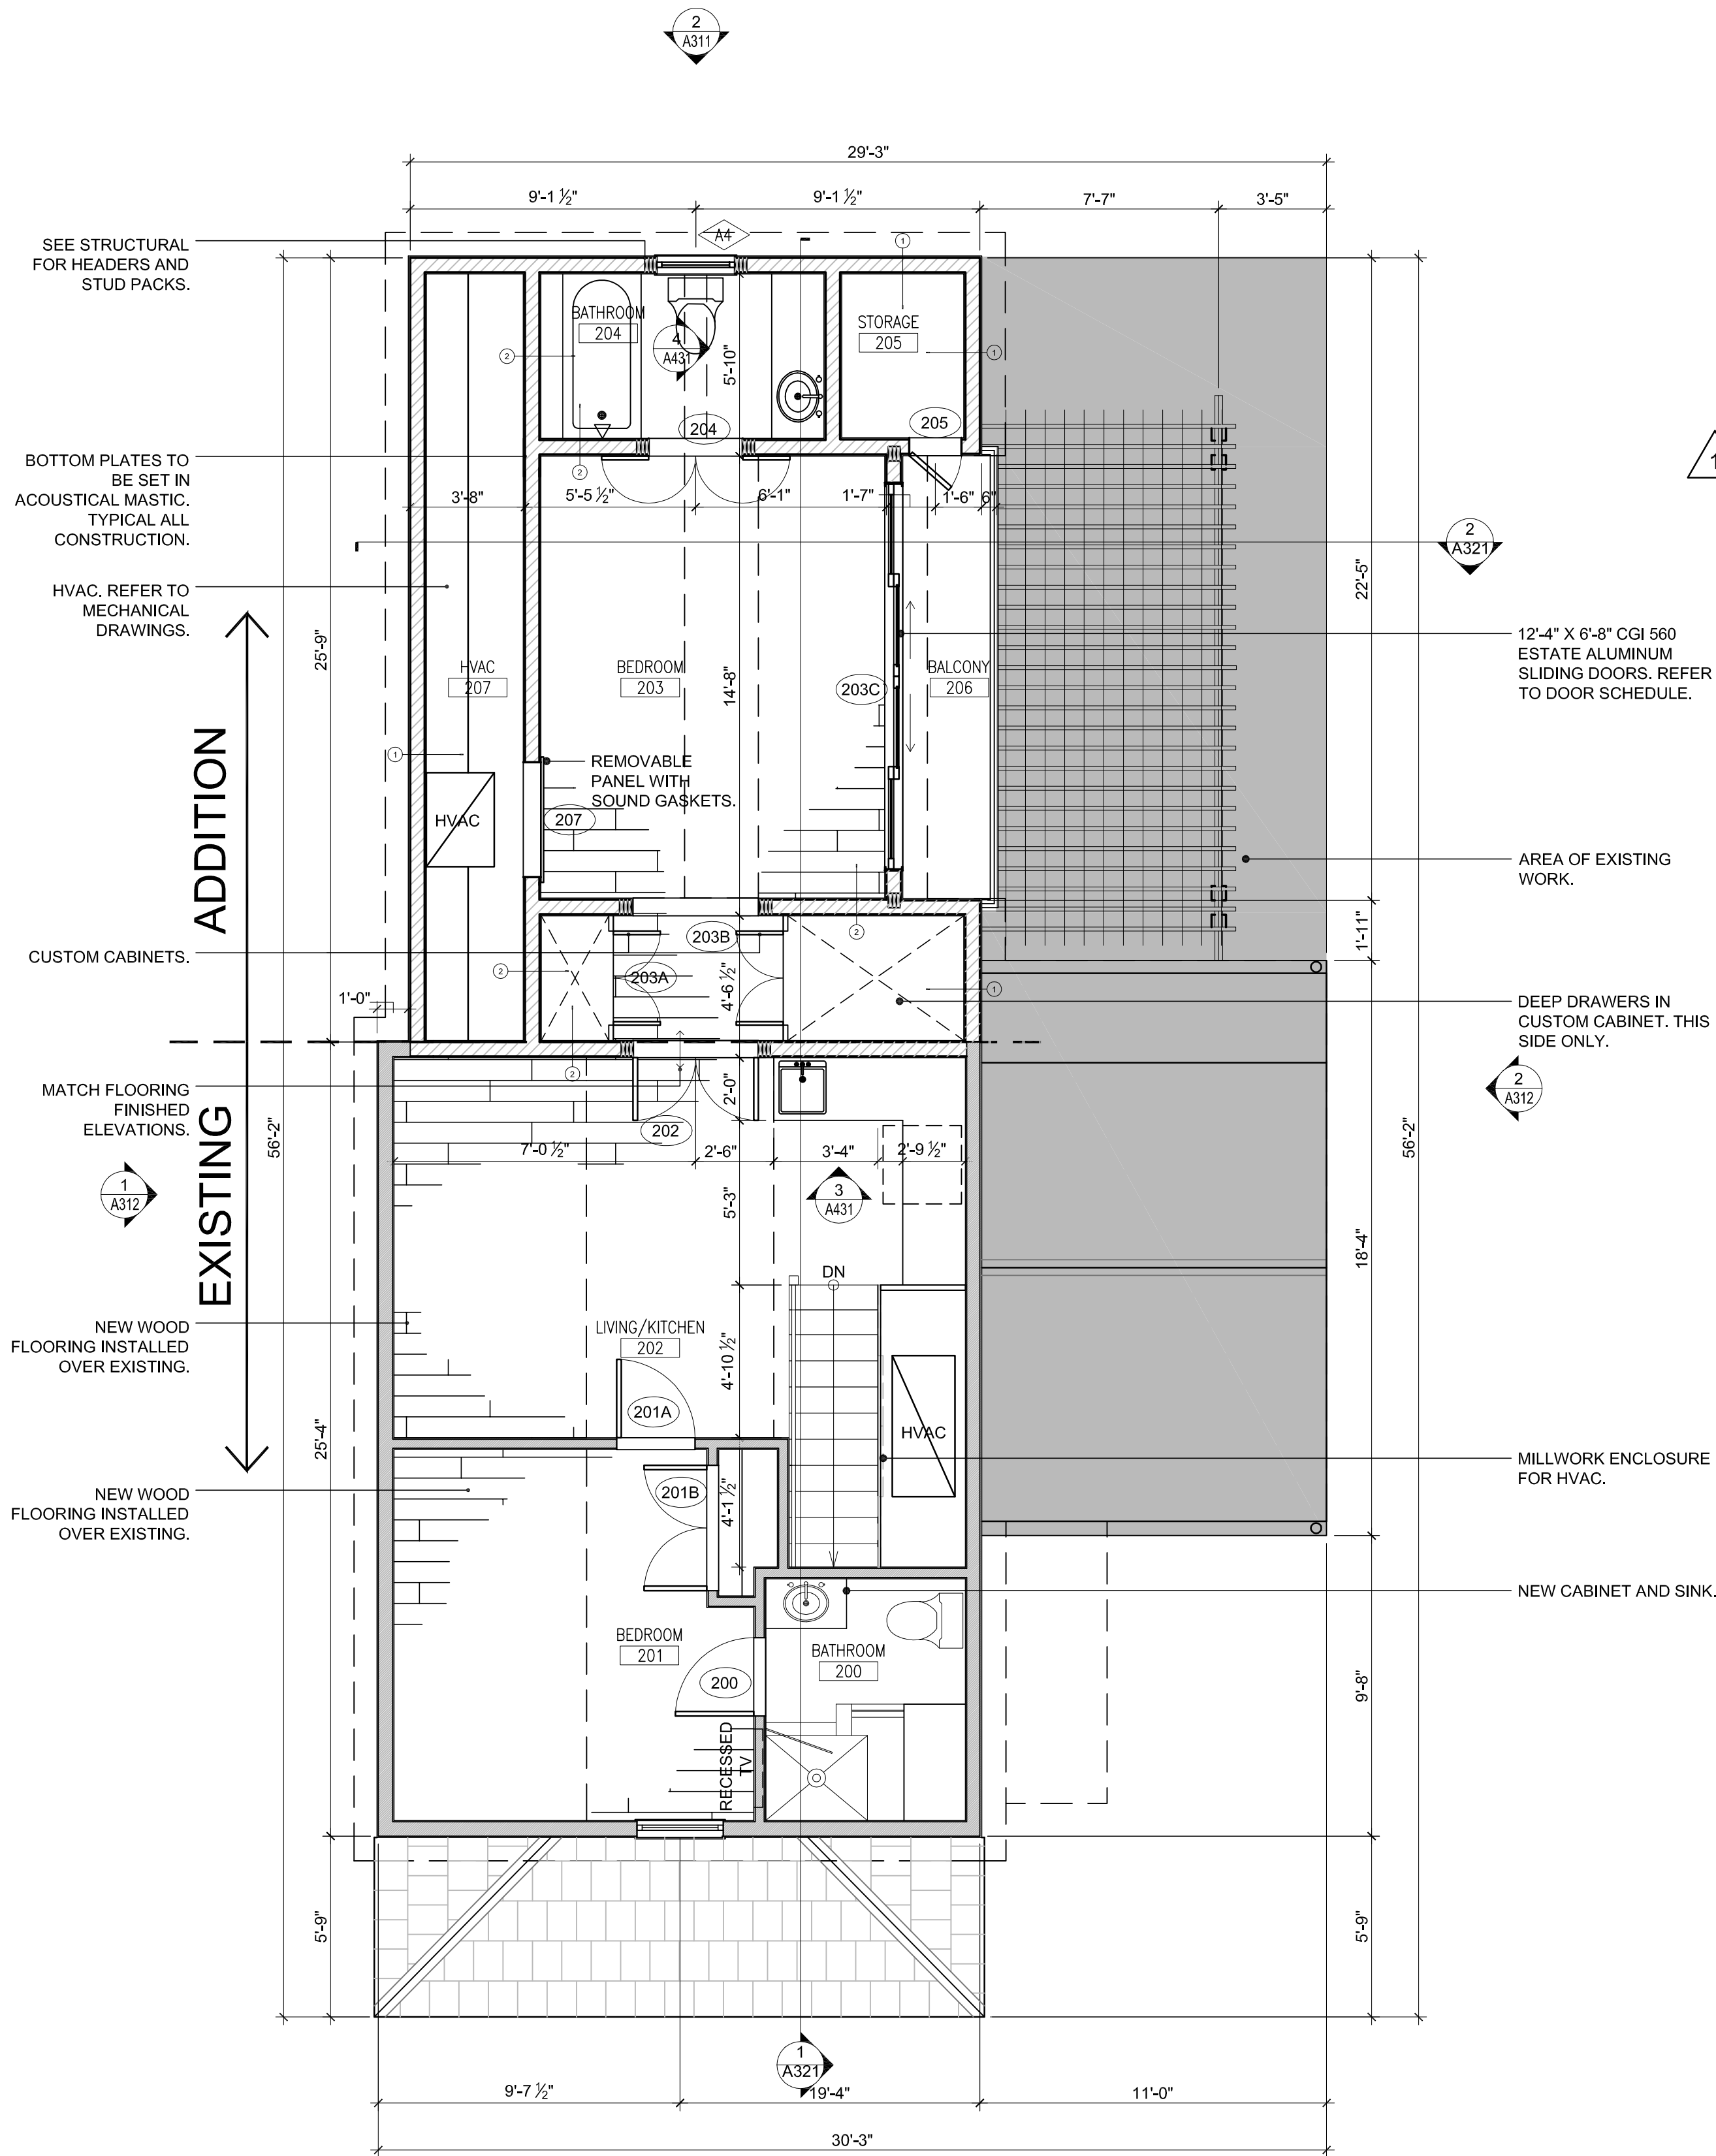 2
A311
29'-3"
9'-1 ½"
9'-1 ½"
7'-7"
3'-5"
A4
SEE STRUCTURAL
FOR HEADERS AND
STUD PACKS.
1
BATHROOM
204
STORAGE
205
4
A431
2
1
5'-10"
204
205
BOTTOM PLATES TO
BE SET IN
ACOUSTICAL MASTIC.
TYPICAL ALL
CONSTRUCTION.
1
2
3'-8"
5'-5 ½"
6'-1"
1'-7"
1'-6"
6"
2
A321
HVAC. REFER TO
MECHANICAL
DRAWINGS.
22'-5"
25'-9"
12'-4" X 6'-8" CGI 560
ESTATE ALUMINUM
SLIDING DOORS. REFER
TO DOOR SCHEDULE.
HVAC
207
BEDROOM
203
14'-8"
203C
BALCONY
206
ADDITION
1
REMOVABLE
PANEL WITH
SOUND GASKETS.
HVAC
207
AREA OF EXISTING
WORK.
2
1'-11"
203B
CUSTOM CABINETS.
2
203A
4'-6 ½"
1
1'-0"
DEEP DRAWERS IN
CUSTOM CABINET. THIS
SIDE ONLY.
2
MATCH FLOORING
FINISHED
ELEVATIONS.
2'-0"
2
A312
202
56'-2"
56'-2"
7'-0 ½"
2'-6"
3'-4"
2'-9 ½"
EXISTING
1
A312
5'-3"
3
A431
18'-4"
DN
NEW WOOD
FLOORING INSTALLED
OVER EXISTING.
LIVING/KITCHEN
202
4'-10 ½"
201A
HVAC
25'-4"
MILLWORK ENCLOSURE
FOR HVAC.
NEW WOOD
FLOORING INSTALLED
OVER EXISTING.
201B
4'-1 ½"
NEW CABINET AND SINK.
BEDROOM
201
BATHROOM
200
200
9'-8"
RECESSED
TV
5'-9"
5'-9"
1
A321
9'-7 ½"
19'-4"
11'-0"
30'-3"